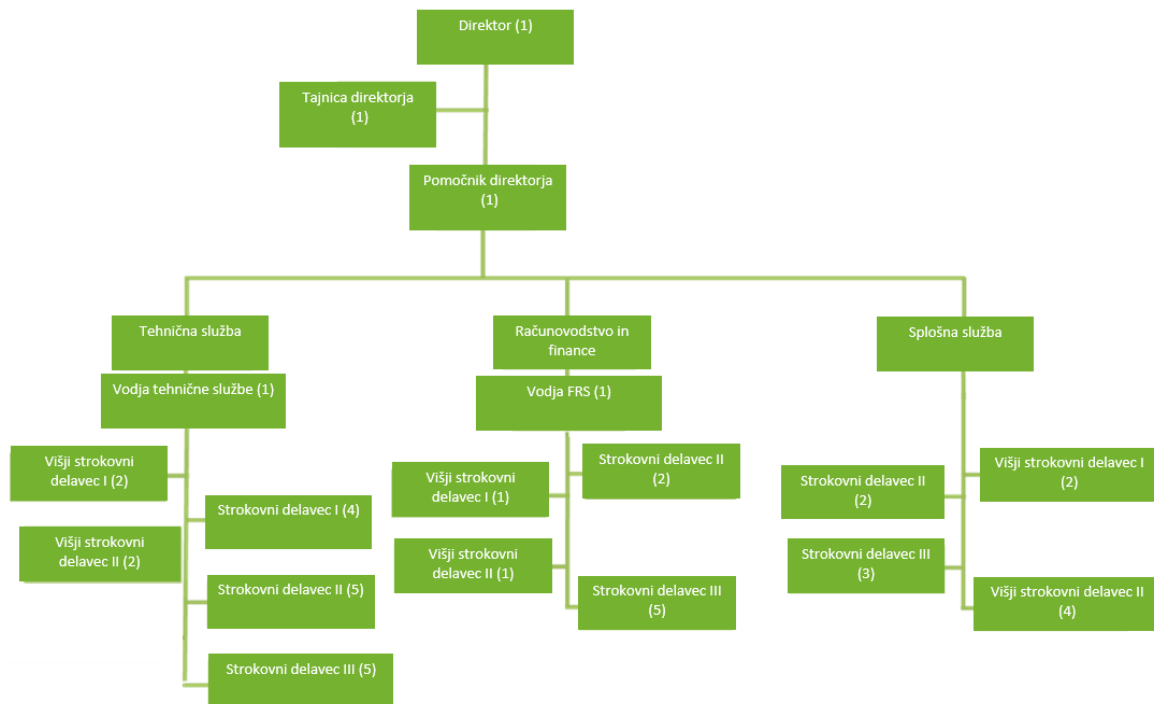 Direktor (1)
Tajnica direktorja
(1)
Pomočnik direktorja
(1)
Tehnična služba
Vodja tehnične službe (1)
Višji strokovni
delavec I (2)
Strokovni delavec I (4)
Višji strokovni
delavec II (2)
Strokovni delavec II (5)
Strokovni delavec III (5)
Računovodstvo in
finance
Vodja FRS (1)
Strokovni delavec II
(2)
Višji strokovni
delavec I (1)
Višji strokovni
delavec II (1)
Strokovni delavec III
(5)
Splošna služba
Višji strokovni delavec I
(2)
Strokovni delavec II
(2)
Strokovni delavec III
(3)
Višji strokovni delavec II
(4)